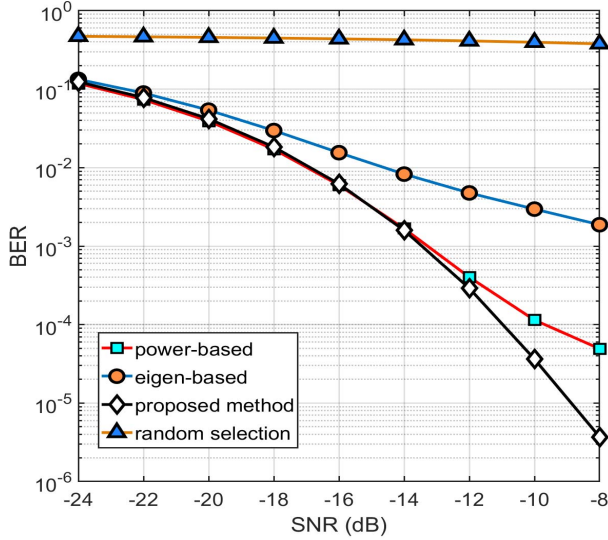 10^0
10^-1
10^-2
10^-3
10^-4
10^-5
10^-6
BER
power-based
eigen-based
proposed method
random selection
-24 -22 -20 -18 -16 -14 -12 -10 -8
SNR (dB)